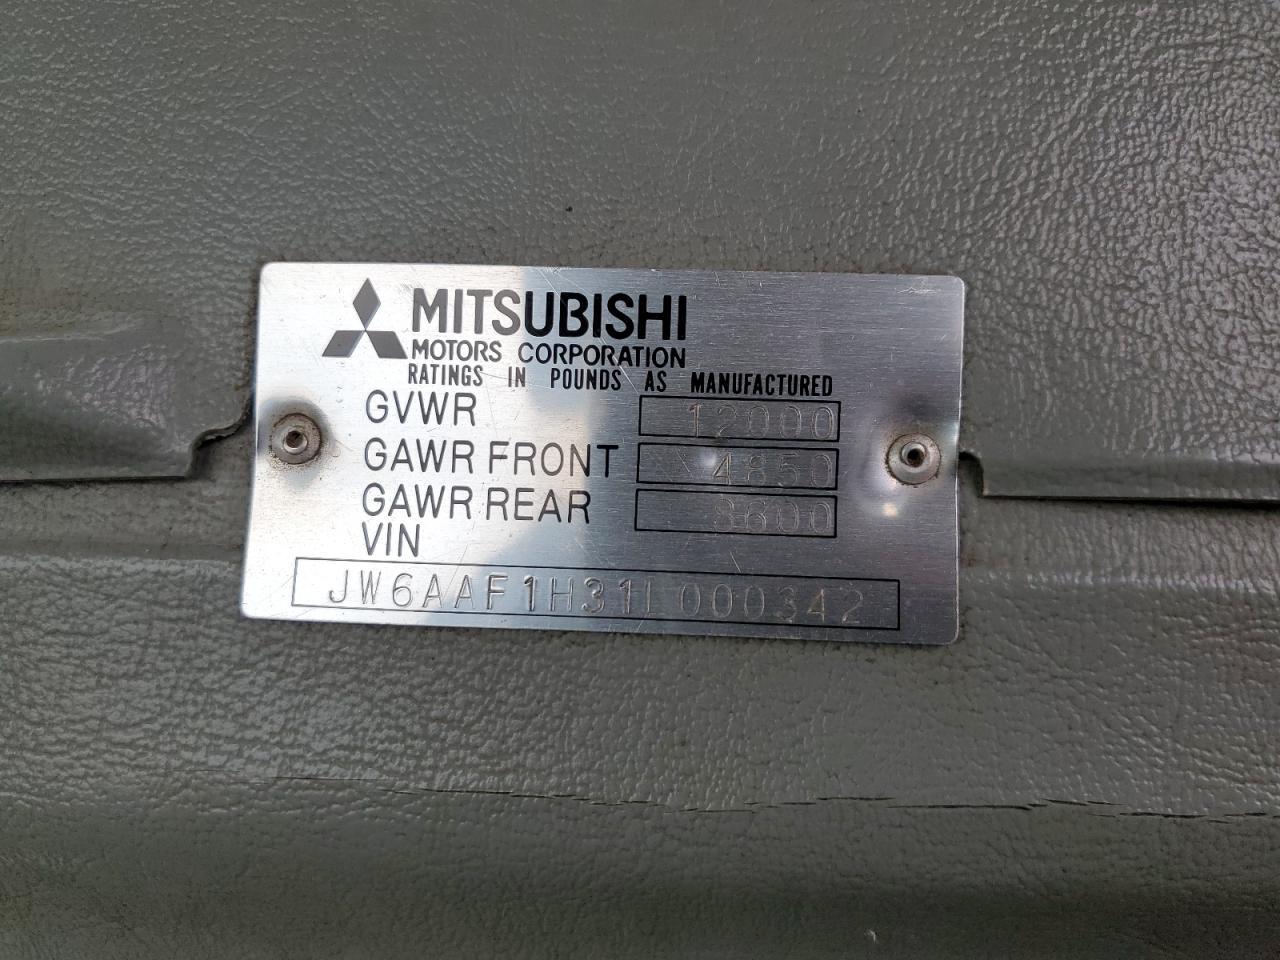 MITSUBISHI
MOTORS CORPORATION
RATINGS IN POUNDS AS MANUFACTURED
GVWR 12000
GAWR FRONT 4850
GAWR REAR 8600
VIN
JW6AAF1H31L000342